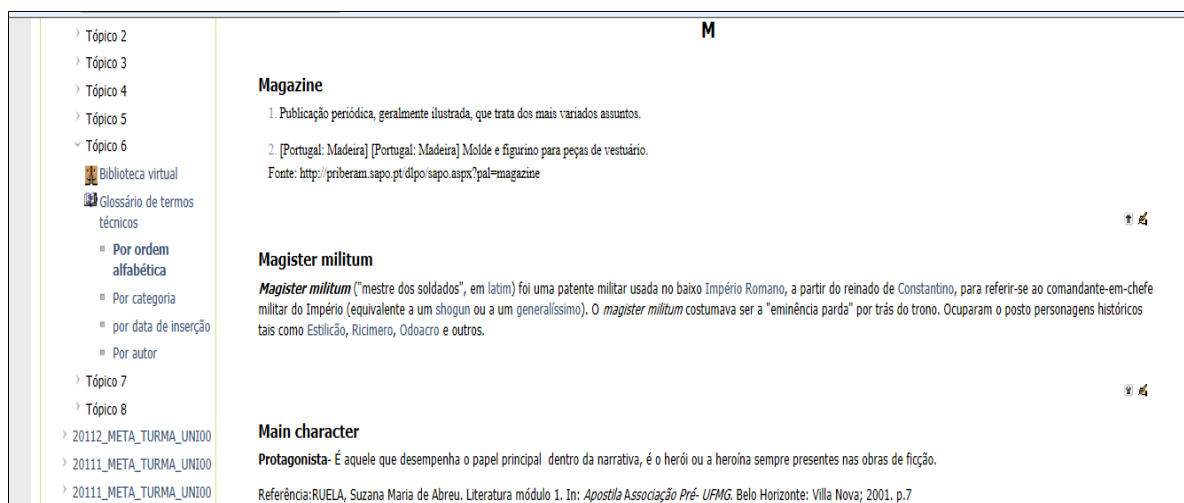 Tópico 2
Tópico 3
Tópico 4
Tópico 5
Tópico 6
Biblioteca virtual
Glossário de termos
técnicos
Por ordem
alfabética
Por categoria
por data de inserção
Por autor
Tópico 7
Tópico 8
20112_META_TURMA_UNI00
20111_META_TURMA_UNI00
20111_META_TURMA_UNI00
M
Magazine
1. Publicação periódica, geralmente ilustrada, que trata dos mais variados assuntos.
2. [Portugal: Madeira] [Portugal: Madeira] Molde e figurino para peças de vestuário.
Fonte: http://priberam.sapo.pt/dlpo/sapo.aspx?pal=magazine
Magister militum
Magister militum ("mestre dos soldados", em latim) foi uma patente militar usada no baixo Império Romano, a partir do reinado de Constantino, para referir-se ao comandante-em-chefe
militar do Império (equivalente a um shogun ou a um generalíssimo). O magister militum costumava ser a "eminência parda" por trás do trono. Ocuparam o posto personagens históricos
tais como Estilicão, Ricimero, Odoacro e outros.
Main character
Protagonista- É aquele que desempenha o papel principal dentro da narrativa, é o herói ou a heroína sempre presentes nas obras de ficção.
Referência:RUELA, Suzana Maria de Abreu. Literatura módulo 1. In: Apostila Associação Pré- UFMG. Belo Horizonte: Villa Nova; 2001. p.7